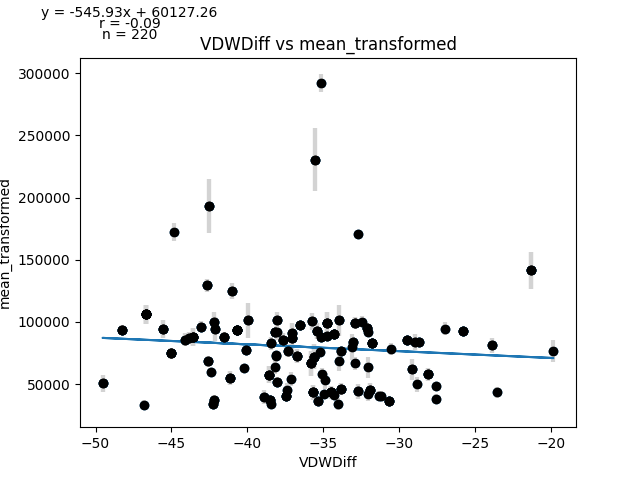 y = -545.93x + 60127.26
r = -0.09
n = 220
VDWDiff vs mean_transformed
300000
250000
200000
150000
100000
50000
mean_transformed
−50
−45
−40
−35
−30
−25
−20
VDWDiff